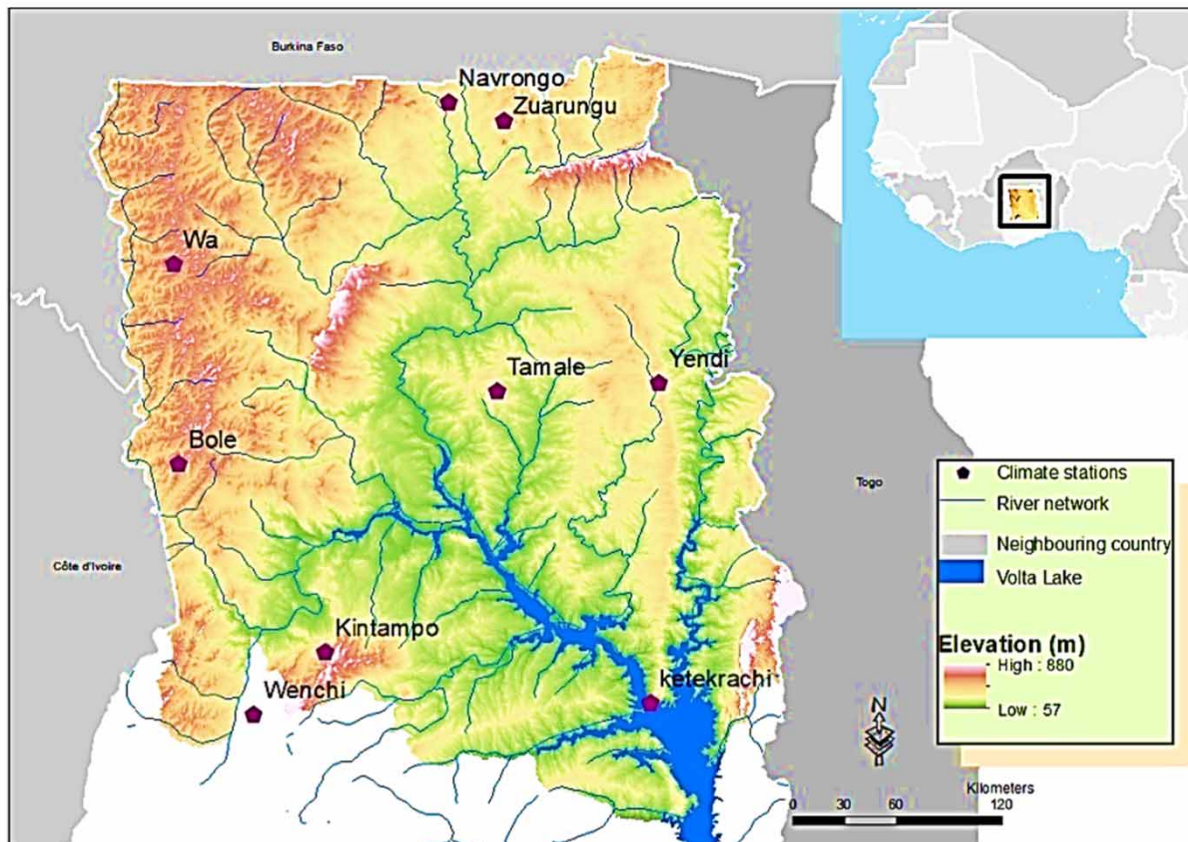 Burkina Faso
Navrongo
Zuarungu
Wa
Tamale
Yendi
Bole
Togo
Côte d'Ivoire
Kintampo
Wenchi
ketekrachi
Climate stations
River network
Neighbouring country
Volta Lake
Elevation (m)
High : 880
Low : 57
N
Kilometers
0 30 60 120